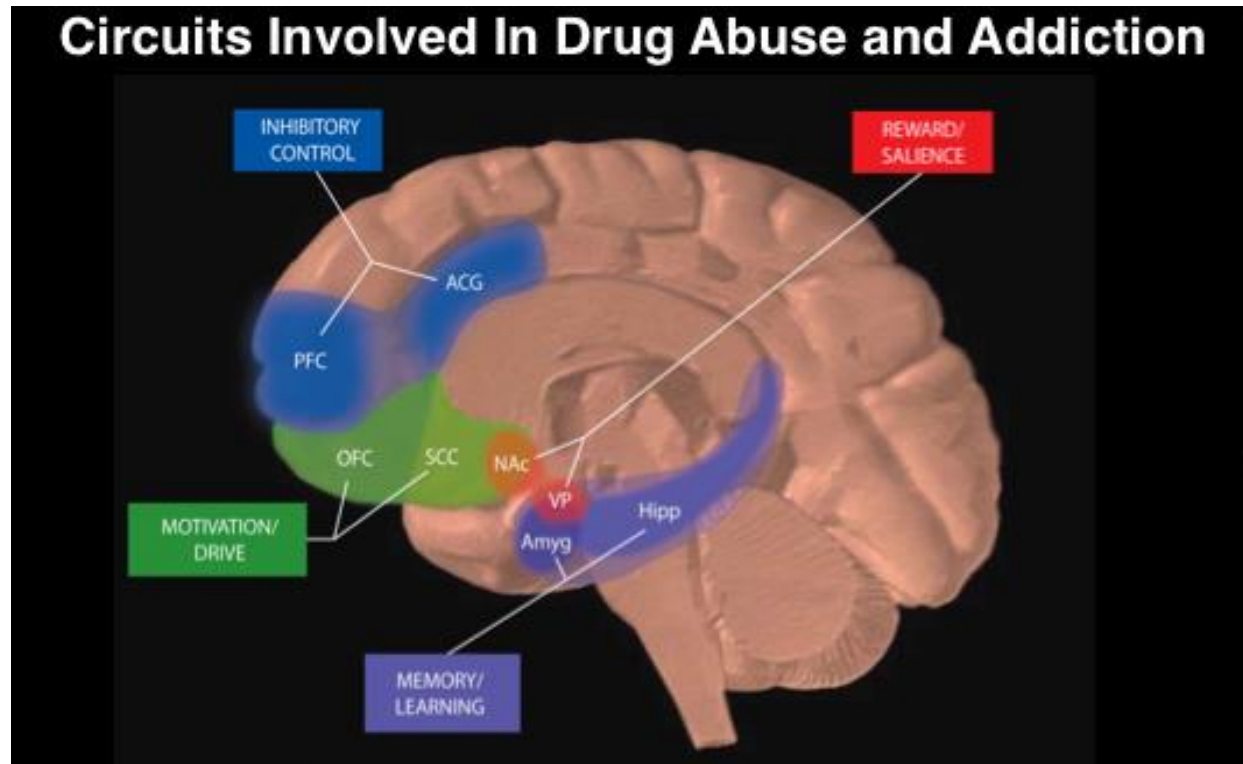 Circuits Involved In Drug Abuse and Addiction
INHIBITORY
CONTROL
REWARD/
SALIENCE
ACG
PFC
OFC
SCC
NAc
VP
Hipp
Amyg
MOTIVATION/
DRIVE
MEMORY/
LEARNING